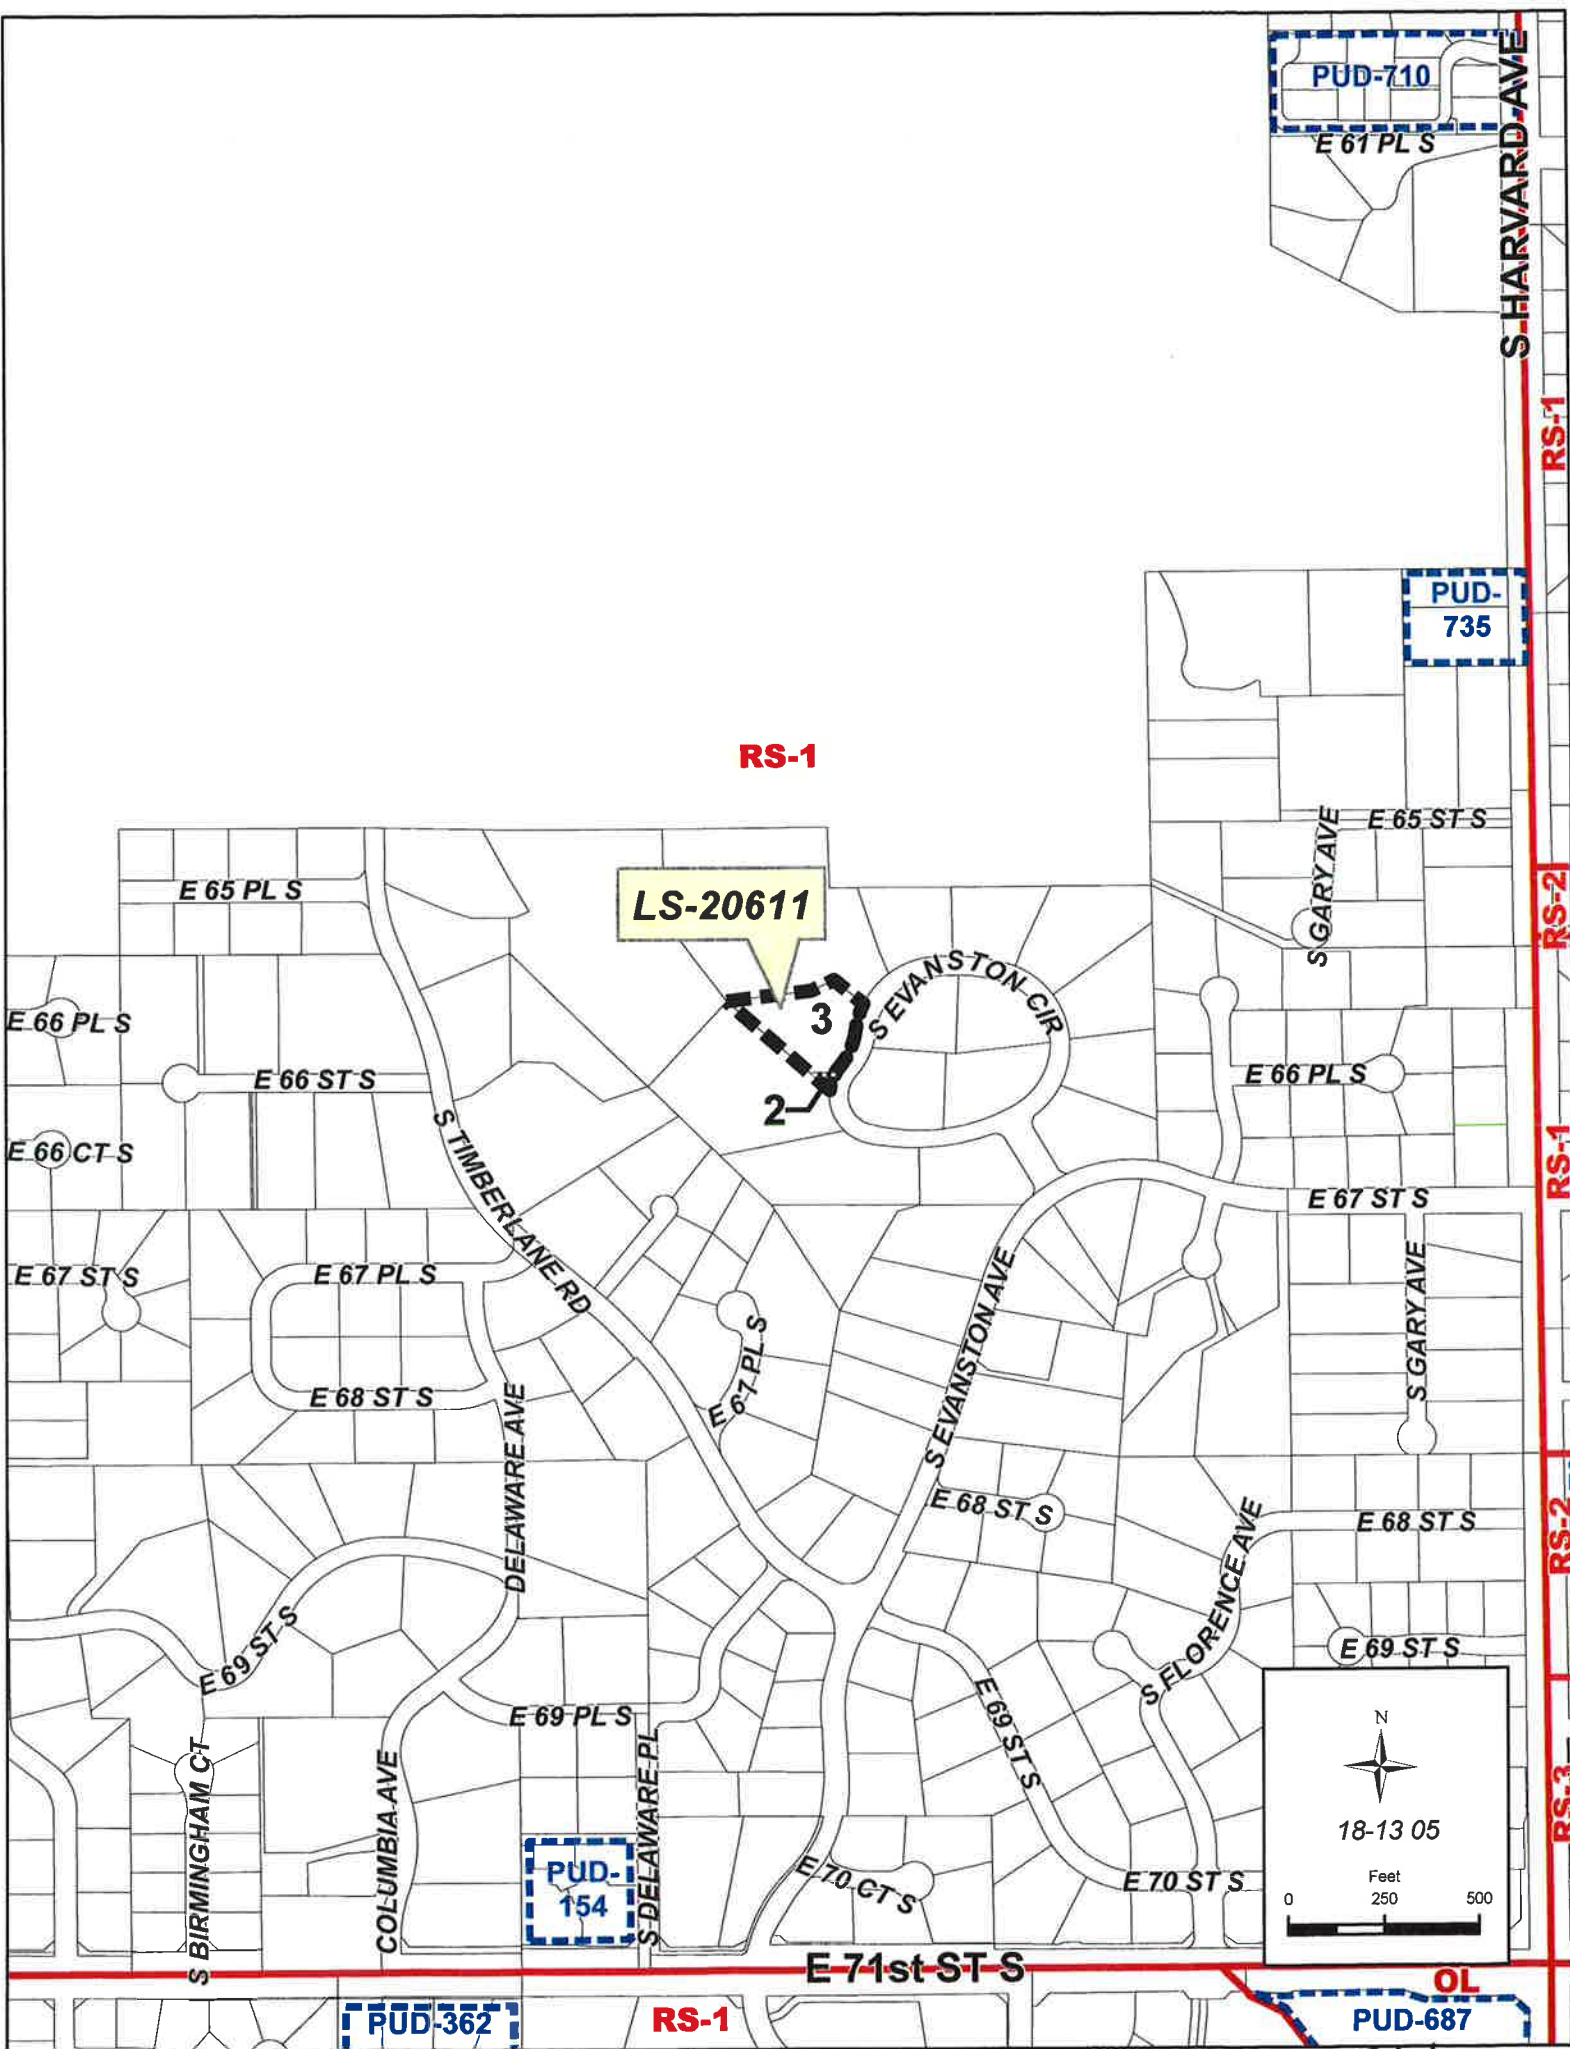 PUD-710
E 61 PL S
S HARVARD AVE
RS-1
PUD-
735
RS-1
E 65 ST S
S GARY AVE
RS-2
E 65 PL S
LS-20611
3
2
S EVANSTON CIR
E 66 PL S
E 66 ST S
E 66 PL S
E 66 CT S
S TIMBERLANE RD
RS-1
E 67 ST S
E 67 ST S
E 67 PL S
S EVANSTON AVE
S GARY AVE
E 67 PL S
E 68 ST S
DELAWARE AVE
E 68 ST S
E 68 ST S
RS-2
S FLORENCE AVE
E 69 ST S
E 69 ST S
E 69 PL S
E 69 ST S
S BIRMINGHAM CT
COLUMBIA AVE
S DELAWARE PL
RS-3
N
18-13 05
Feet
0 250 500
PUD-
154
E 70 CT S
E 70 ST S
E 71st ST S
OL
PUD-362
RS-1
PUD-687